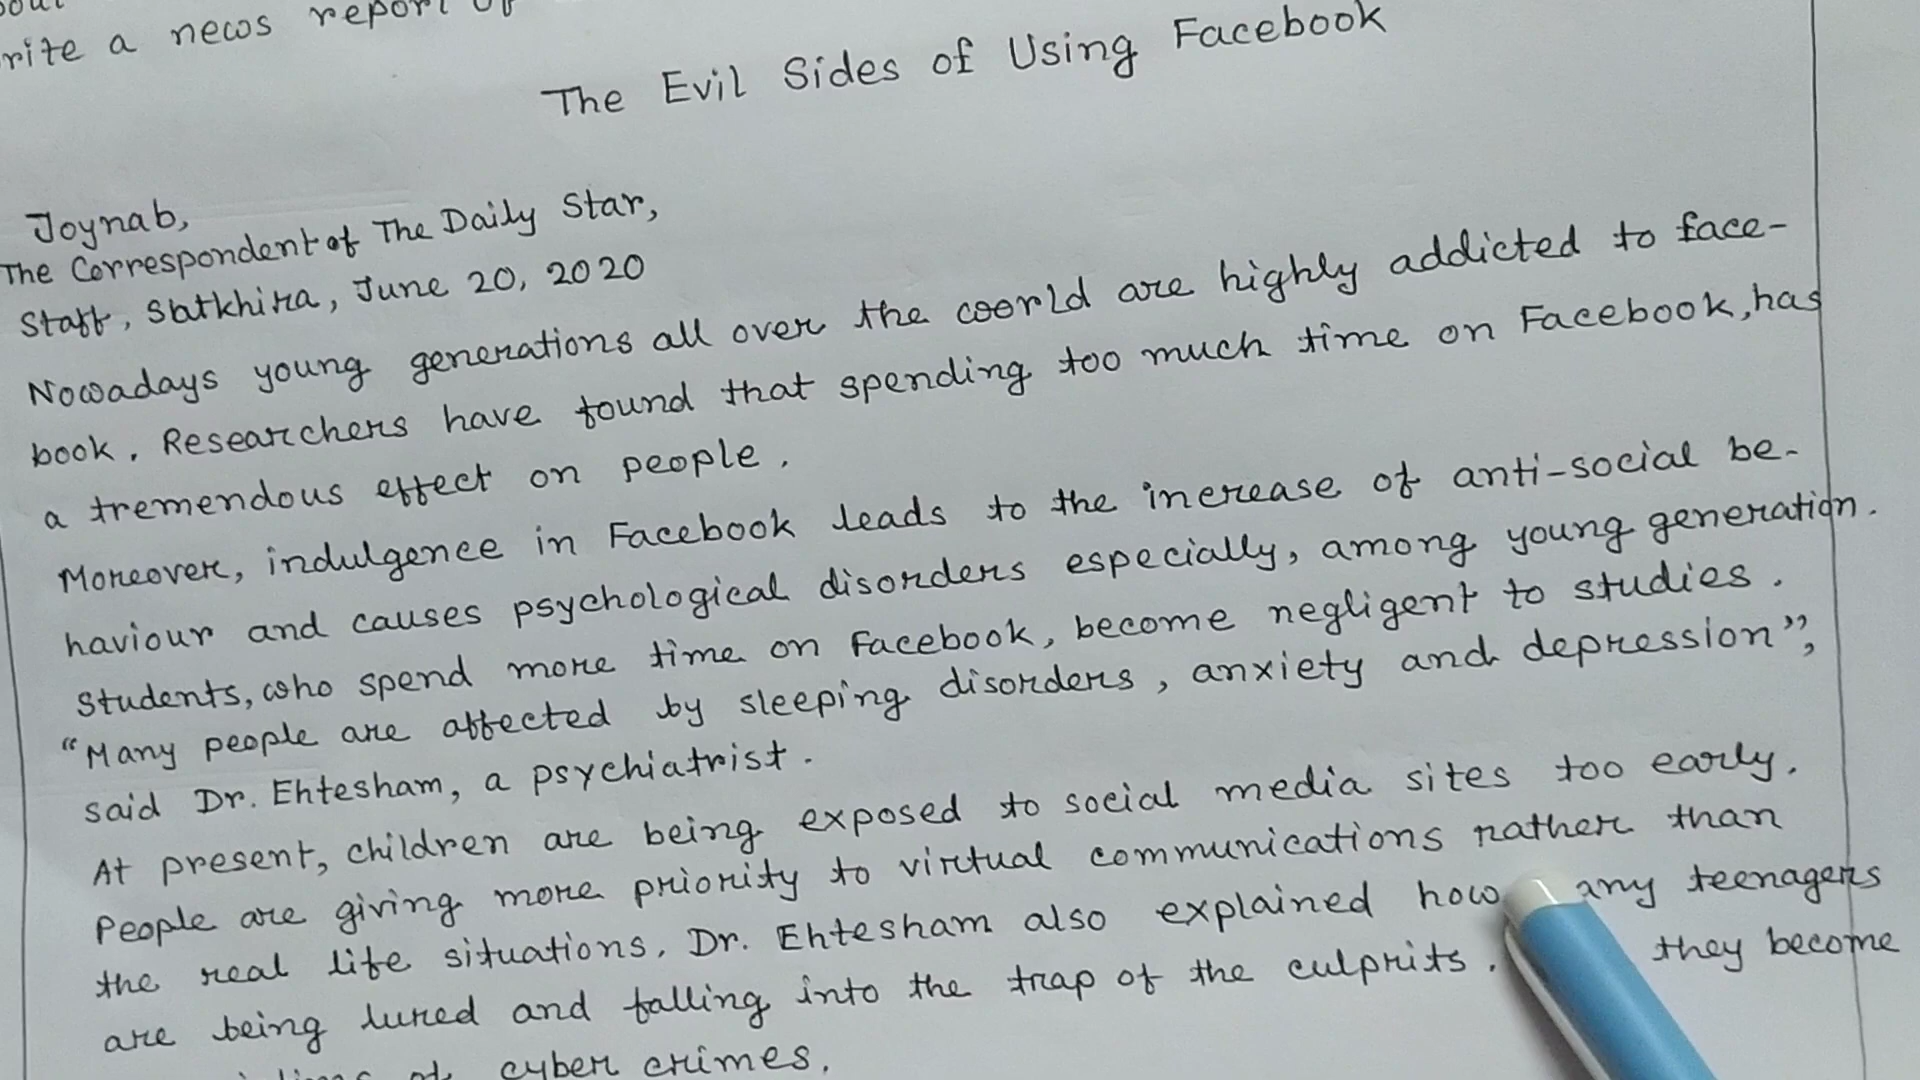 rite a news report of
The Evil Sides of Using Facebook
Joynab,
The Correspondent of The Daily Star,
Staff, Satkhira, June 20, 2020
Nowadays young generations all over the world are highly addicted to face-
book. Researchers have found that spending too much time on Facebook, has
a tremendous effect on people.
Moreover, indulgence in Facebook leads to the increase of anti-social be-
haviour and causes psychological disorders especially, among young generation.
Students, who spend more time on Facebook, become negligent to studies.
"Many people are affected by sleeping disorders, anxiety and depression",
said Dr. Ehtesham, a psychiatrist.
At present, children are being exposed to social media sites too early.
People are giving more priority to virtual communications rather than
the real life situations. Dr. Ehtesham also explained how any teenagers
are being lured and falling into the trap of the culprits. they become
of cyber crimes.